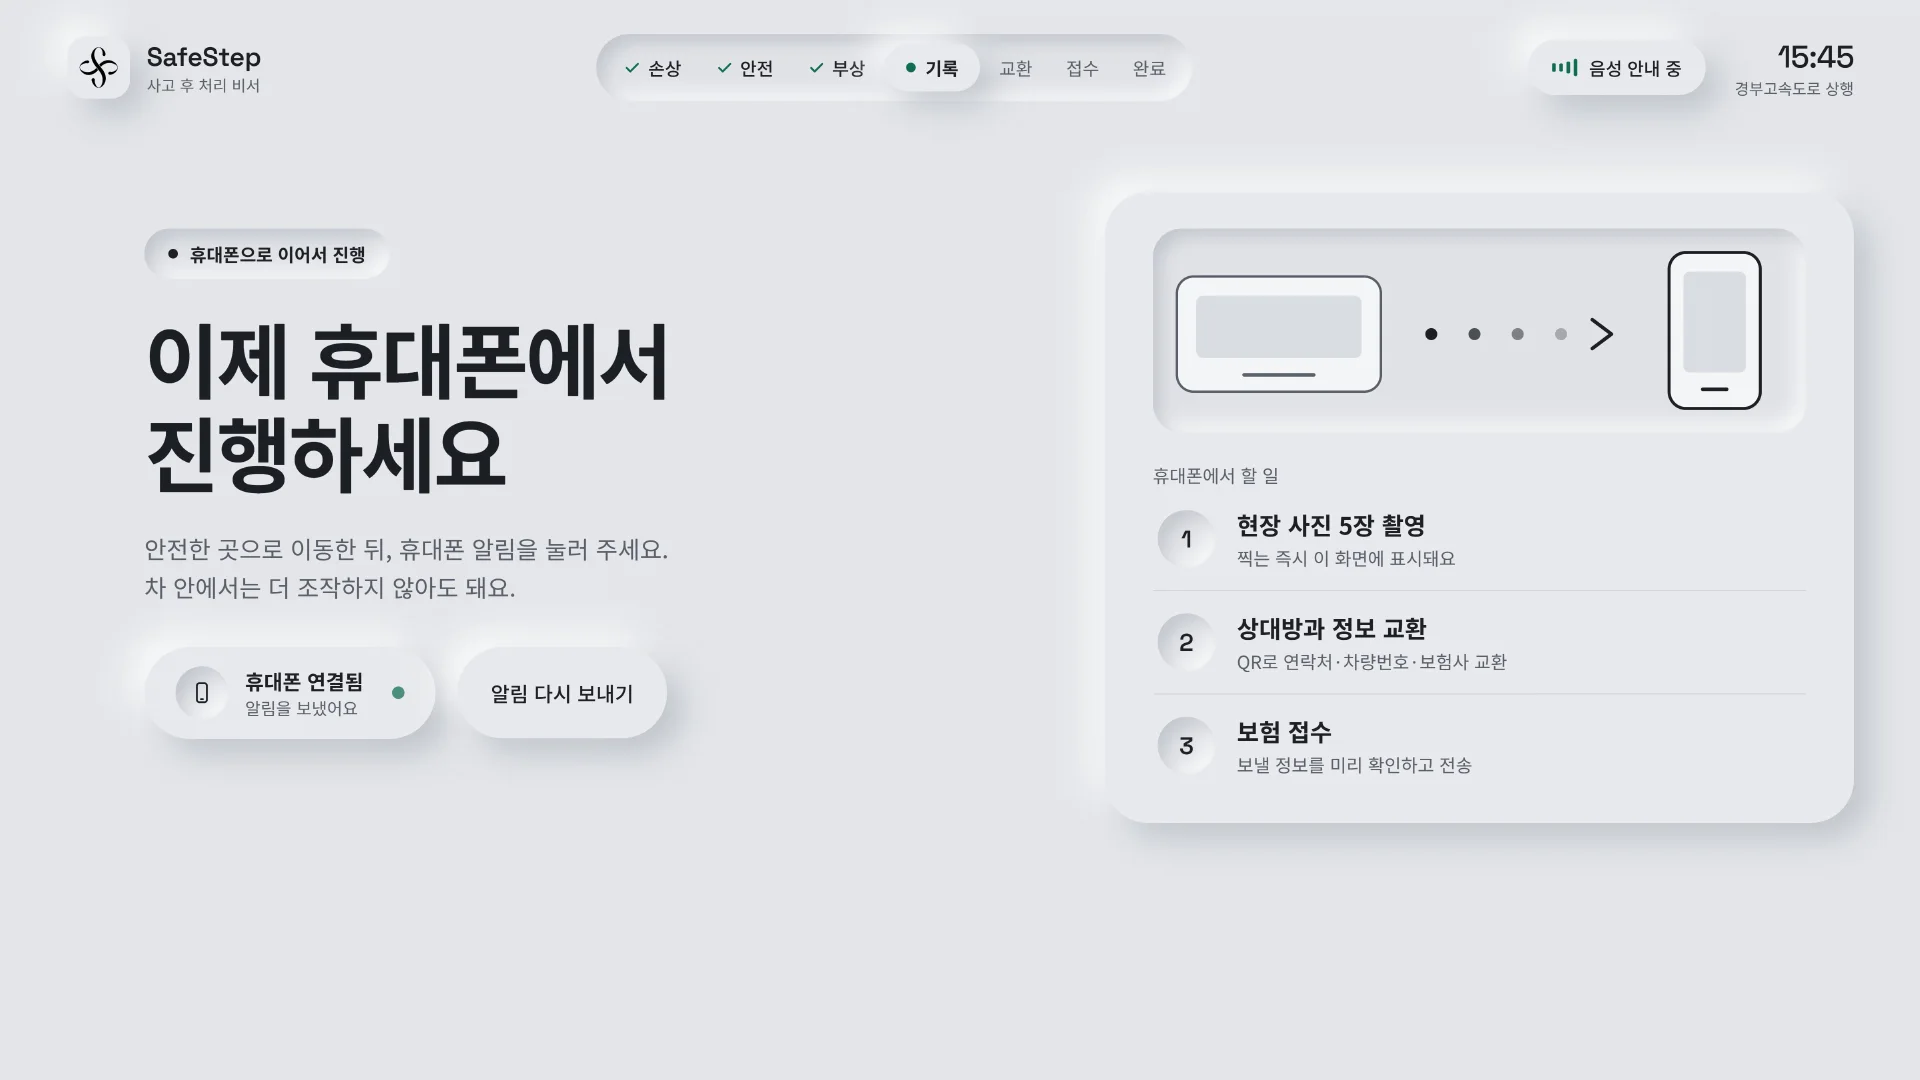 SafeStep
사고 후 처리 비서
손상
안전
부상
기록
교환
접수
완료
음성 안내 중
15:45
경부고속도로 상행
휴대폰으로 이어서 진행
이제 휴대폰에서
진행하세요
안전한 곳으로 이동한 뒤, 휴대폰 알림을 눌러 주세요.
차 안에서는 더 조작하지 않아도 돼요.
휴대폰 연결됨
알림을 보냈어요
알림 다시 보내기
휴대폰에서 할 일
1
현장 사진 5장 촬영
찍는 즉시 이 화면에 표시돼요
2
상대방과 정보 교환
QR로 연락처·차량번호·보험사 교환
3
보험 접수
보낼 정보를 미리 확인하고 전송